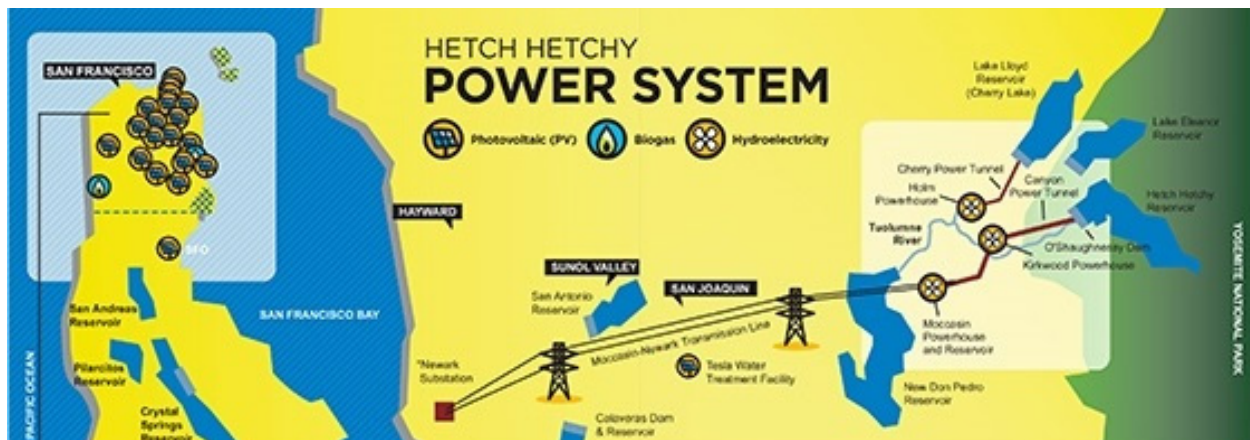 HETCH HETCHY
POWER SYSTEM
Photovoltaic (PV)
Biogas
Hydroelectricity
SAN FRANCISCO
SFO
San Andreas
Reservoir
Pilarcitos
Reservoir
Crystal
Springs
Reservoir
PACIFIC OCEAN
SAN FRANCISCO BAY
HAYWARD
SUNOL VALLEY
San Antonio
Reservoir
SAN JOAQUIN
Moccasin-Newark Transmission Line
*Newark
Substation
Tesla Water
Treatment Facility
Calaveras Dam
& Reservoir
Lake Lloyd
Reservoir
(Cherry Lake)
Lake Eleanor
Reservoir
Cherry Power Tunnel
Holm
Powerhouse
Canyon
Power Tunnel
Hetch Hetchy
Reservoir
Tuolumne
River
O'Shaughnessy Dam
Kirkwood Powerhouse
Moccasin
Powerhouse
and Reservoir
New Don Pedro
Reservoir
YOSEMITE NATIONAL PARK